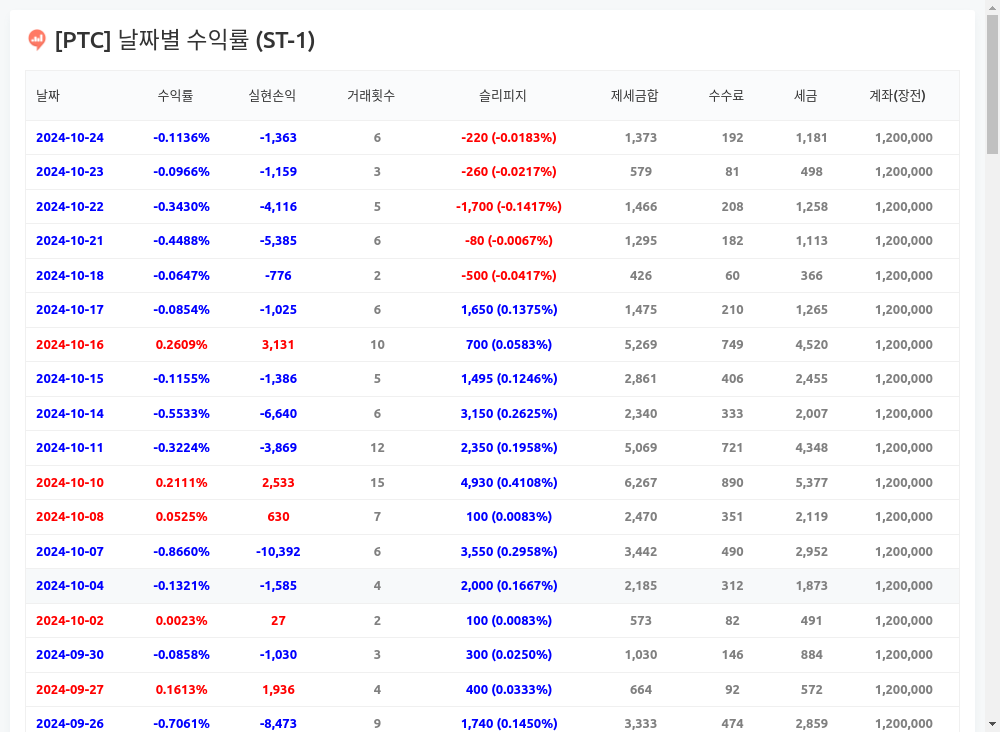 [PTC] 날짜별 수익률 (ST-1)
날짜 수익률 실현손익 거래횟수 슬리피지 제세금합 수수료 세금 계좌(장전)
2024-10-24 -0.1136% -1,363 6 -220 (-0.0183%) 1,373 192 1,181 1,200,000
2024-10-23 -0.0966% -1,159 3 -260 (-0.0217%) 579 81 498 1,200,000
2024-10-22 -0.3430% -4,116 5 -1,700 (-0.1417%) 1,466 208 1,258 1,200,000
2024-10-21 -0.4488% -5,385 6 -80 (-0.0067%) 1,295 182 1,113 1,200,000
2024-10-18 -0.0647% -776 2 -500 (-0.0417%) 426 60 366 1,200,000
2024-10-17 -0.0854% -1,025 6 1,650 (0.1375%) 1,475 210 1,265 1,200,000
2024-10-16 0.2609% 3,131 10 700 (0.0583%) 5,269 749 4,520 1,200,000
2024-10-15 -0.1155% -1,386 5 1,495 (0.1246%) 2,861 406 2,455 1,200,000
2024-10-14 -0.5533% -6,640 6 3,150 (0.2625%) 2,340 333 2,007 1,200,000
2024-10-11 -0.3224% -3,869 12 2,350 (0.1958%) 5,069 721 4,348 1,200,000
2024-10-10 0.2111% 2,533 15 4,930 (0.4108%) 6,267 890 5,377 1,200,000
2024-10-08 0.0525% 630 7 100 (0.0083%) 2,470 351 2,119 1,200,000
2024-10-07 -0.8660% -10,392 6 3,550 (0.2958%) 3,442 490 2,952 1,200,000
2024-10-04 -0.1321% -1,585 4 2,000 (0.1667%) 2,185 312 1,873 1,200,000
2024-10-02 0.0023% 27 2 100 (0.0083%) 573 82 491 1,200,000
2024-09-30 -0.0858% -1,030 3 300 (0.0250%) 1,030 146 884 1,200,000
2024-09-27 0.1613% 1,936 4 400 (0.0333%) 664 92 572 1,200,000
2024-09-26 -0.7061% -8,473 9 1,740 (0.1450%) 3,333 474 2,859 1,200,000